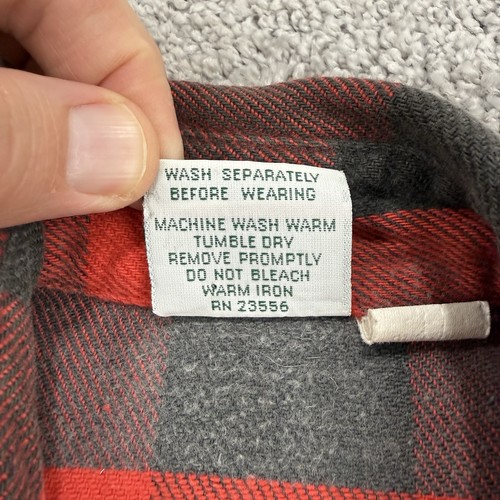 WASH SEPARATELY
BEFORE WEARING
MACHINE WASH WARM
TUMBLE DRY
REMOVE PROMPTLY
DO NOT BLEACH
WARM IRON
RN 23556